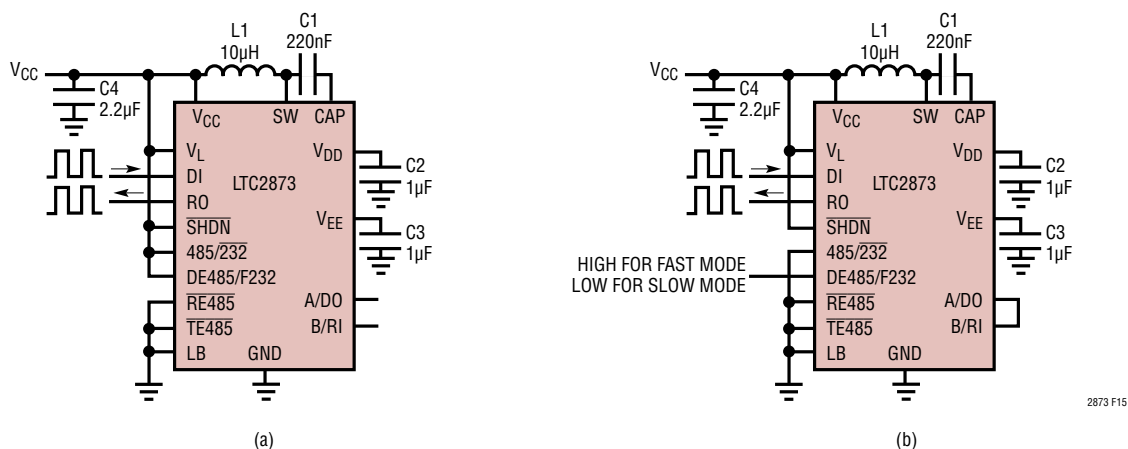 C1
220nF
L1
10µH
VCC
C4
2.2µF
VCC
SW
CAP
VL
VDD
DI
LTC2873
RO
SHDN
VEE
485/232
DE485/F232
RE485
A/DO
TE485
B/RI
LB
GND
C2
1µF
C3
1µF
(a)
C1
220nF
L1
10µH
VCC
C4
2.2µF
VCC
SW
CAP
VL
VDD
DI
LTC2873
RO
SHDN
VEE
485/232
HIGH FOR FAST MODE
LOW FOR SLOW MODE
DE485/F232
RE485
A/DO
TE485
B/RI
LB
GND
C2
1µF
C3
1µF
2873 F15
(b)